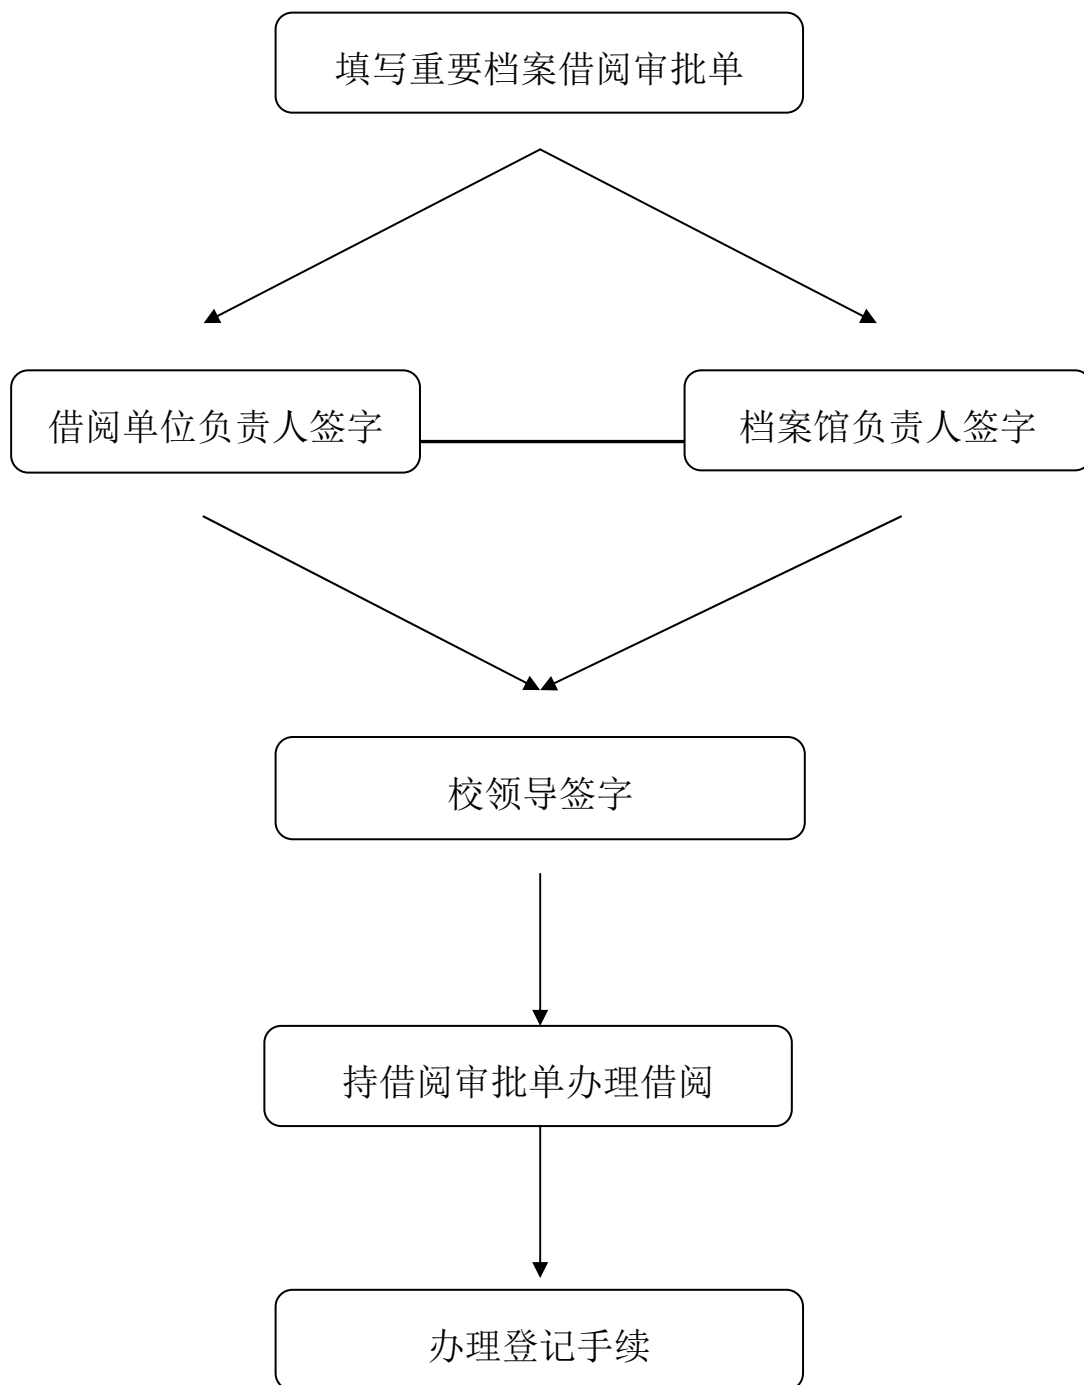 填写重要档案借阅审批单
借阅单位负责人签字
档案馆负责人签字
校领导签字
持借阅审批单办理借阅
办理登记手续